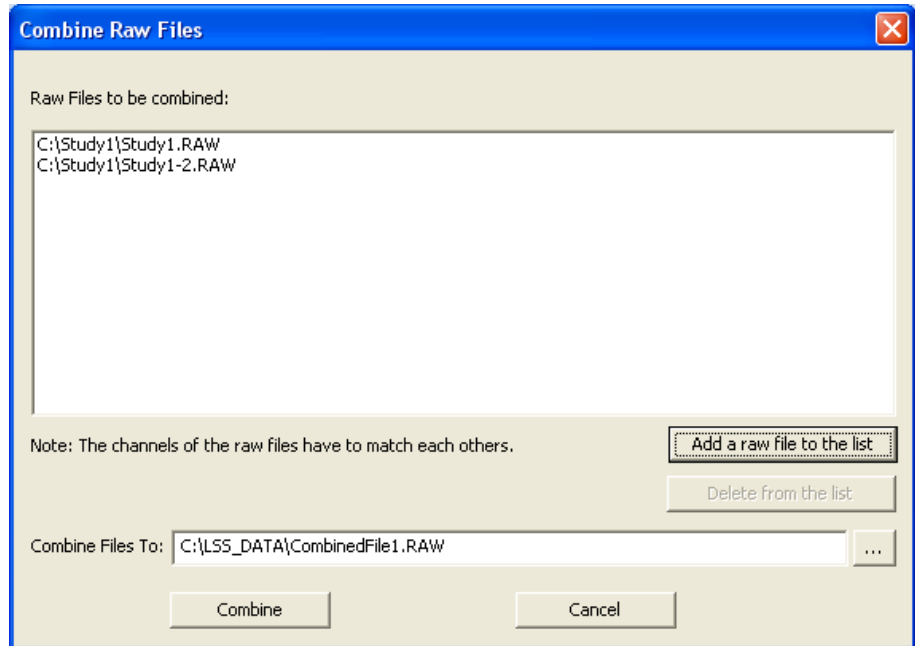 Combine Raw Files
Raw Files to be combined:
C:\Study1\Study1.RAW
C:\Study1\Study1-2.RAW
Note: The channels of the raw files have to match each others.
Add a raw file to the list
Delete from the list
Combine Files To: C:\LSS_DATA\CombinedFile1.RAW ...
Combine Cancel